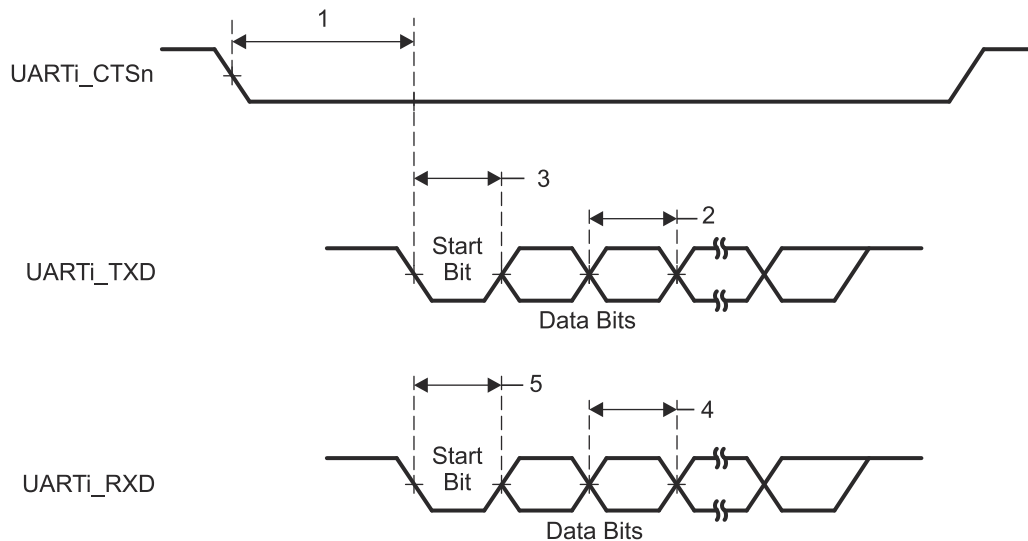 1
UARTi_CTSn
3
2
Start
Bit
UARTi_TXD
Data Bits
5
4
Start
Bit
UARTi_RXD
Data Bits